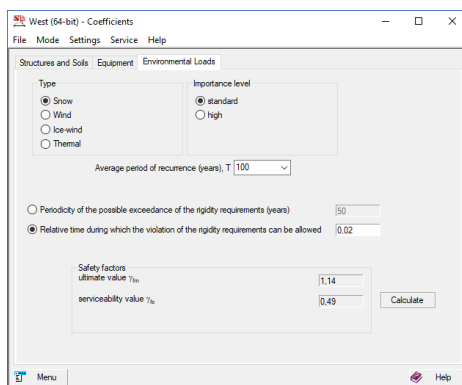 West (64-bit) - Coefficients
File Mode Settings Service Help
Structures and Soils Equipment Environmental Loads
Type
Snow
Wind
Ice-wind
Thermal
Importance level
standard
high
Average period of recurrence (years), T 100
Periodicity of the possible exceedance of the rigidity requirements (years) 50
Relative time during which the violation of the rigidity requirements can be allowed 0,02
Safety factors
ultimate value γfm 1,14
serviceability value γfe 0,49
Calculate
Menu Help